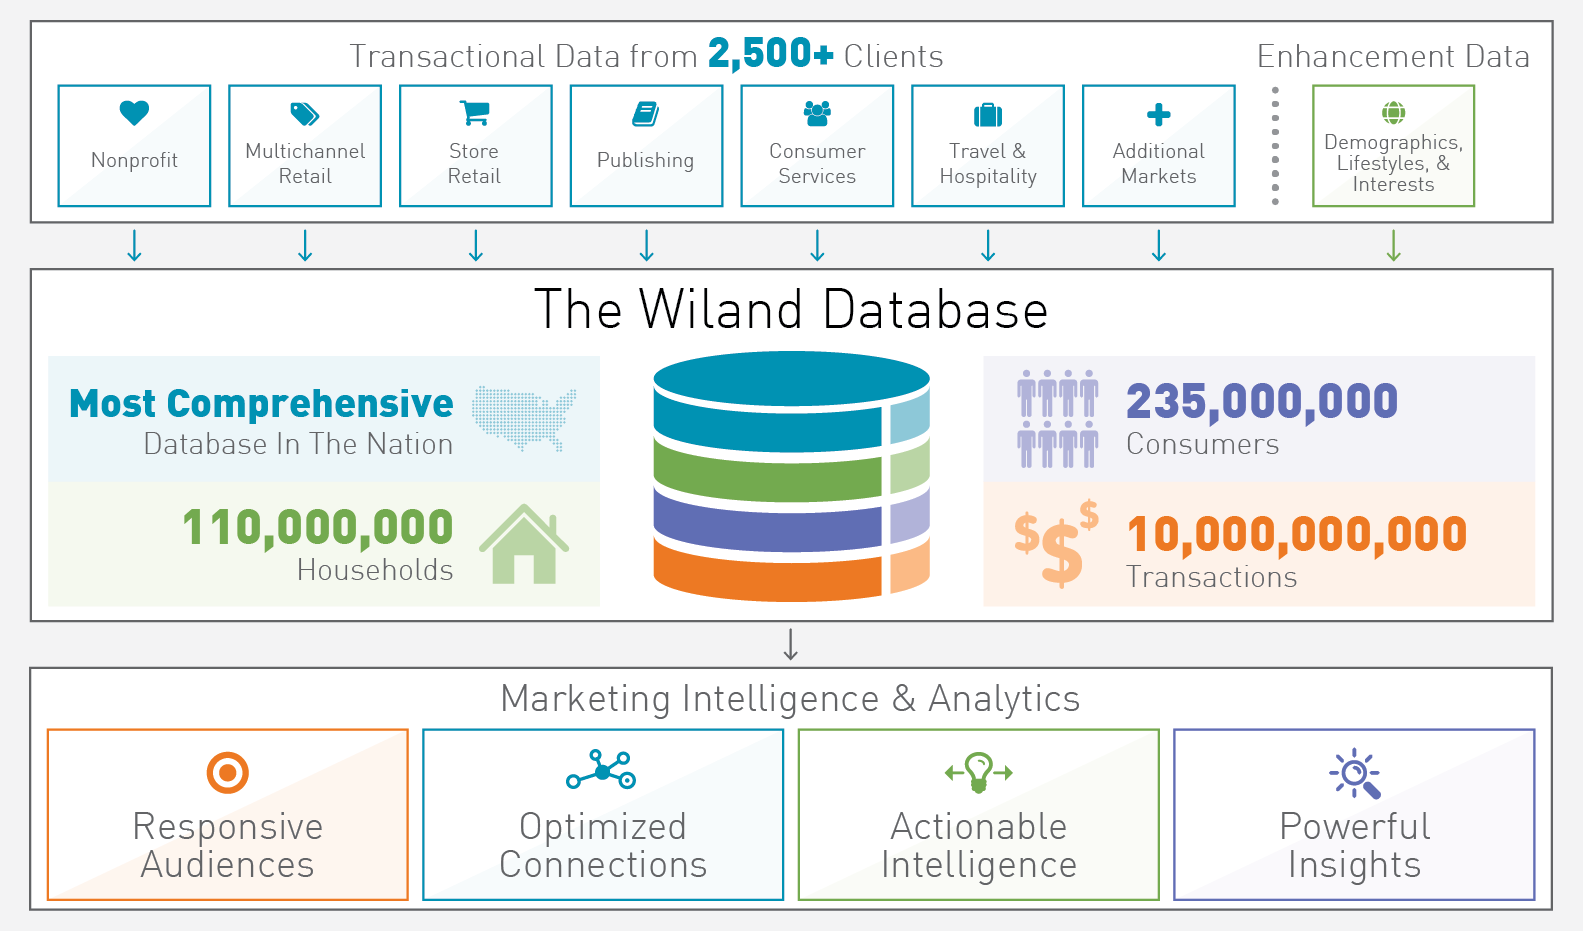 Transactional Data from 2,500+ Clients
Enhancement Data
Nonprofit
Multichannel
Retail
Store
Retail
Publishing
Consumer
Services
Travel &
Hospitality
Additional
Markets
Demographics,
Lifestyles, &
Interests
The Wiland Database
Most Comprehensive
Database In The Nation
110,000,000
Households
235,000,000
Consumers
10,000,000,000
Transactions
Marketing Intelligence & Analytics
Responsive
Audiences
Optimized
Connections
Actionable
Intelligence
Powerful
Insights